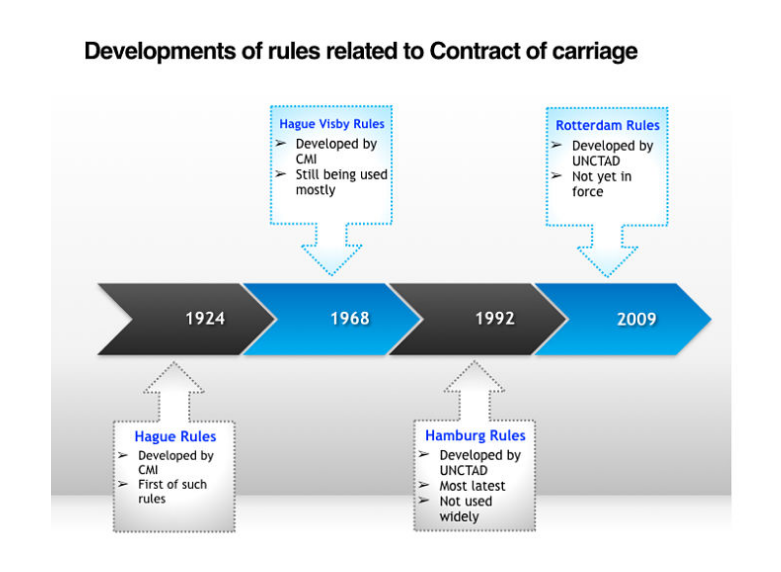 Developments of rules related to Contract of carriage
Hague Visby Rules
➢ Developed by
CMI
➢ Still being used
mostly
Rotterdam Rules
➢ Developed by
UNCTAD
➢ Not yet in
force
1924
1968
1992
2009
Hague Rules
➢ Developed by
CMI
➢ First of such
rules
Hamburg Rules
➢ Developed by
UNCTAD
➢ Most latest
➢ Not used
widely